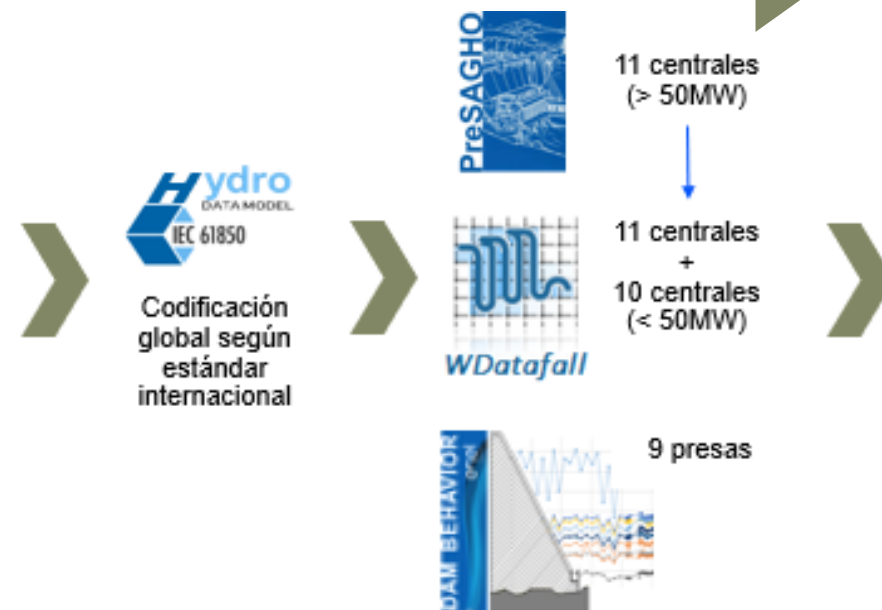 Hydro
DATA MODEL
IEC 61850
Codificación
global según
estándar
internacional
PreSAGHO
11 centrales
(> 50MW)
11 centrales
+
10 centrales
(< 50MW)
WDatafall
DAM BEHAVIOR
9 presas